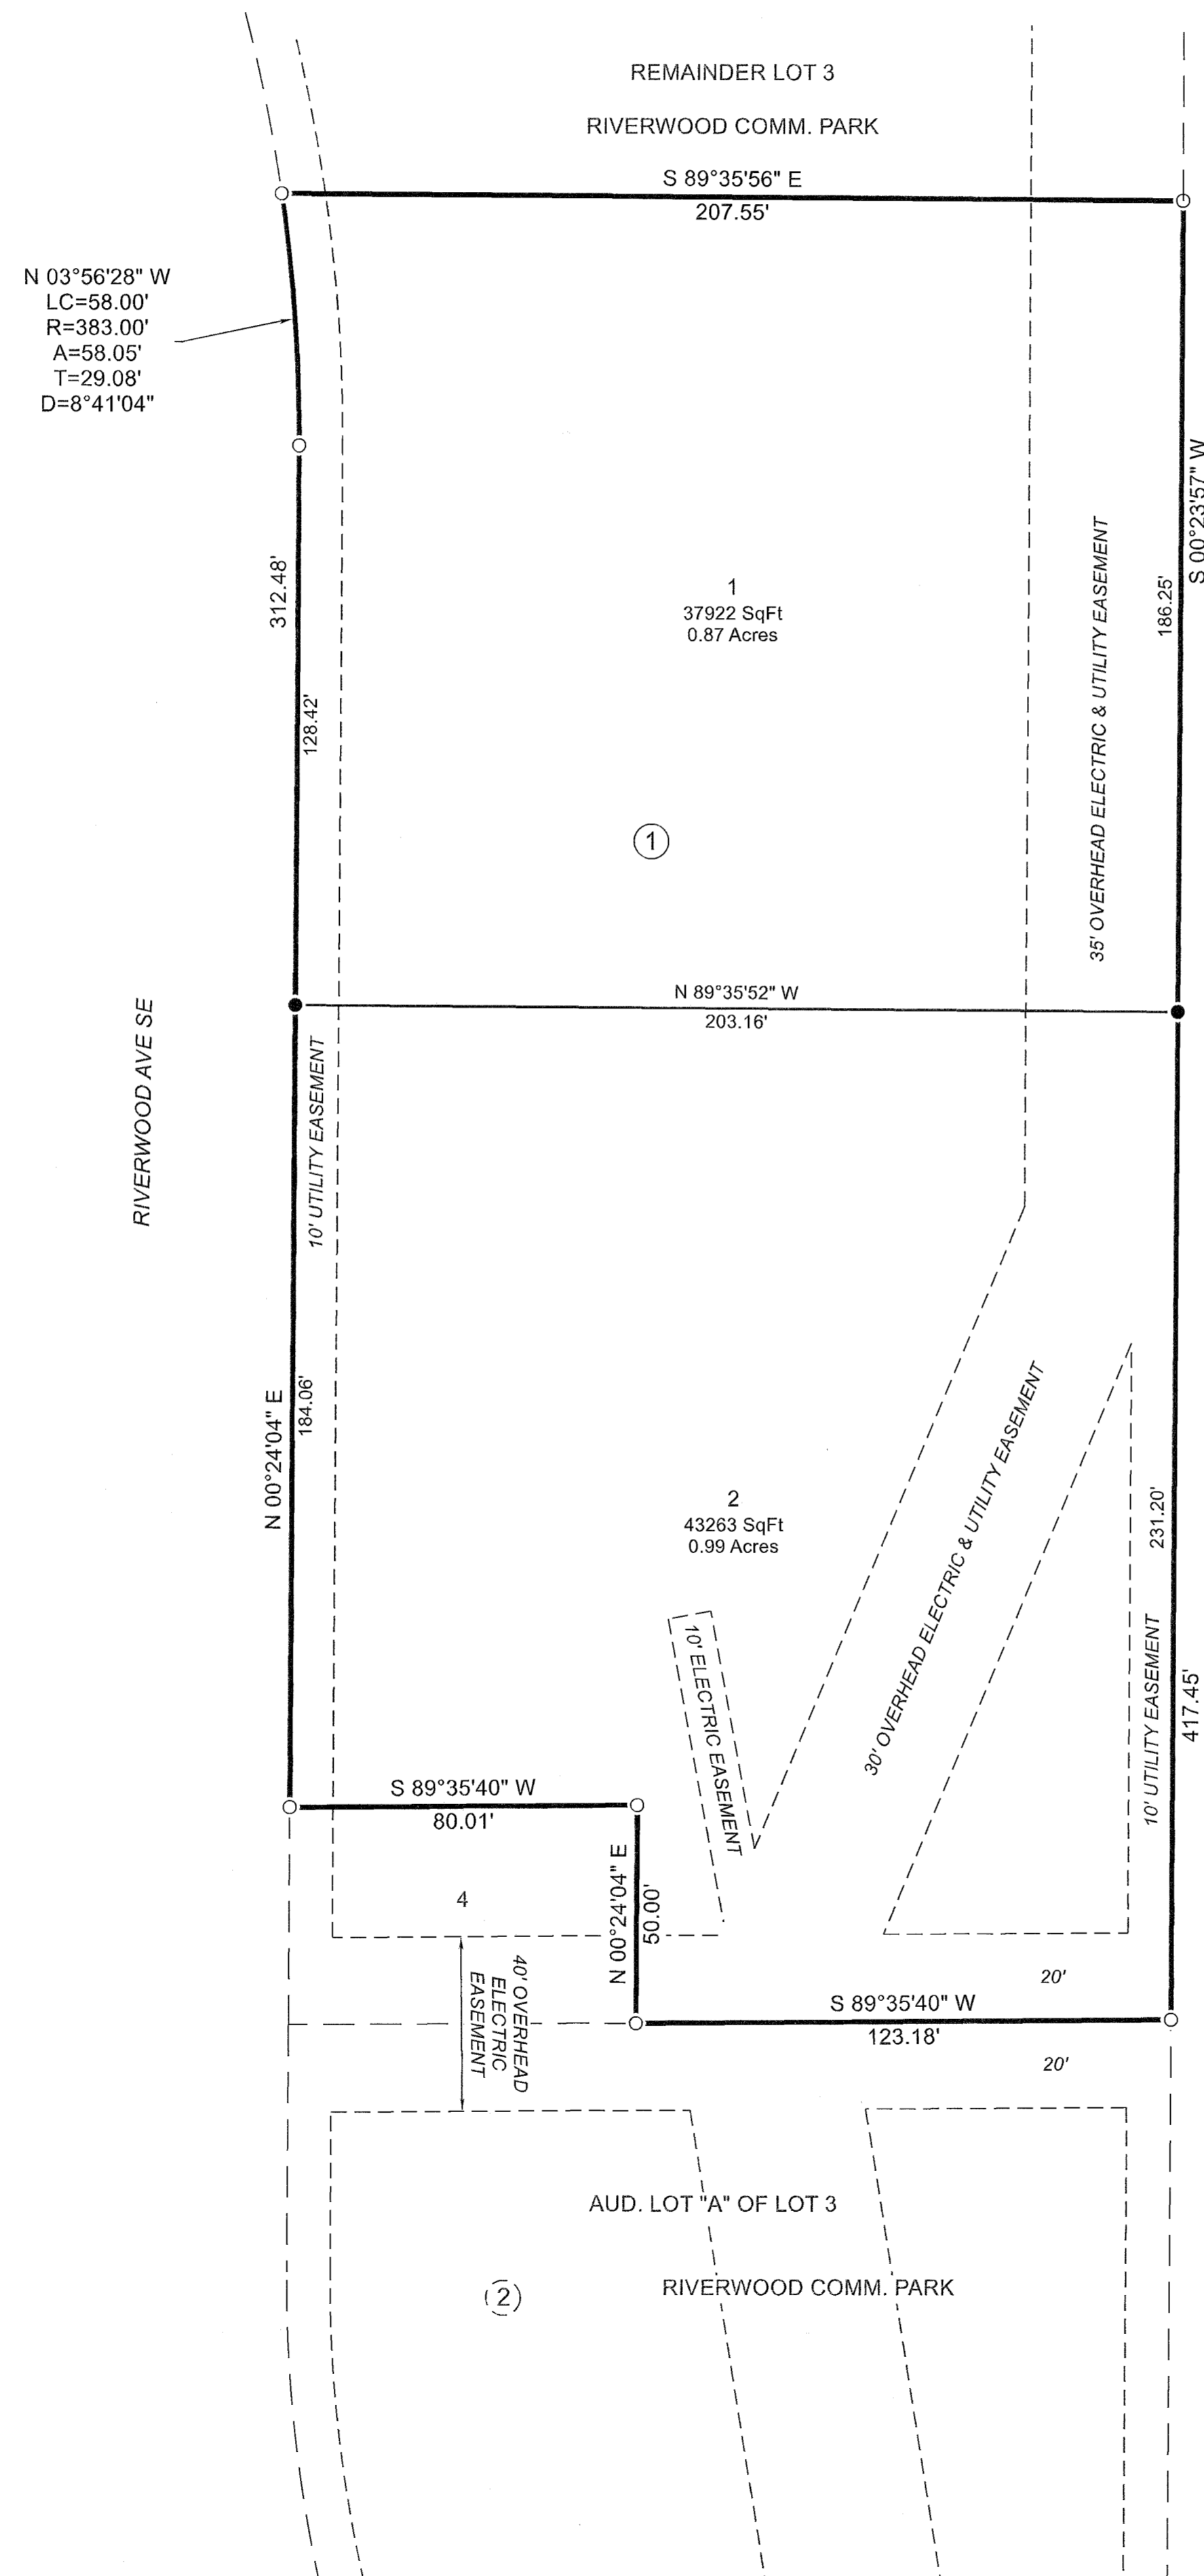 REMAINDER LOT 3
RIVERWOOD COMM. PARK
S 89°35'56" E
207.55'
N 03°56'28" W
LC=58.00'
R=383.00'
A=58.05'
T=29.08'
D=8°41'04"
S 00°23'57" W
186.25'
35' OVERHEAD ELECTRIC & UTILITY EASEMENT
312.48'
128.42'
1
37922 SqFt
0.87 Acres
1
N 89°35'52" W
203.16'
RIVERWOOD AVE SE
10' UTILITY EASEMENT
N 00°24'04" E
184.06'
2
43263 SqFt
0.99 Acres
30' OVERHEAD ELECTRIC & UTILITY EASEMENT
231.20'
10' UTILITY EASEMENT
417.45'
10' ELECTRIC EASEMENT
S 89°35'40" W
80.01'
N 00°24'04" E
50.00'
4
40' OVERHEAD
ELECTRIC
EASEMENT
20'
S 89°35'40" W
123.18'
20'
AUD. LOT "A" OF LOT 3
RIVERWOOD COMM. PARK
2